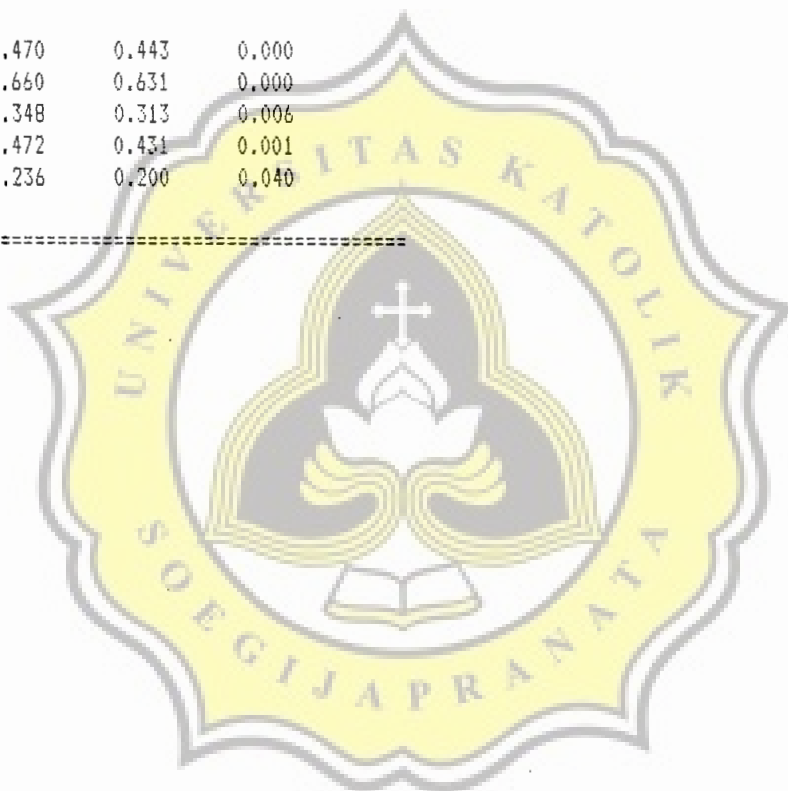 .470 0.443 0.000
.660 0.631 0.000
.348 0.313 0.006
.472 0.431 0.001
.236 0.200 0.040
=================================
UNIVERSITAS KATOLIK
SOEGIJAPRANATA